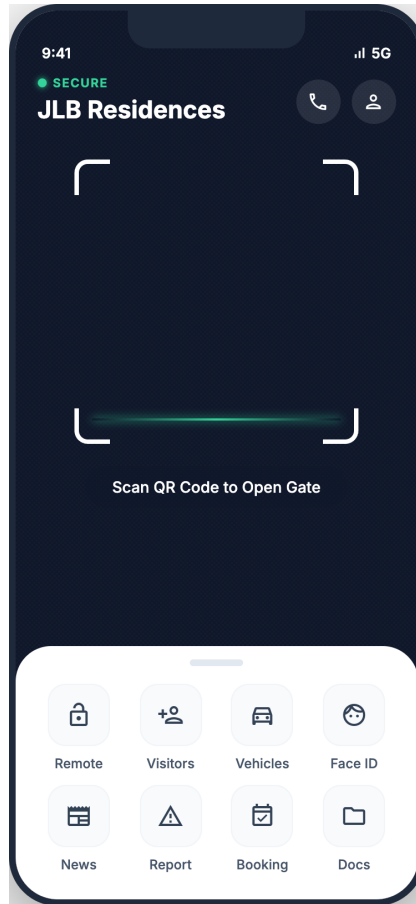 9:41
5G
SECURE
JLB Residences
Scan QR Code to Open Gate
Remote Visitors Vehicles Face ID
News Report Booking Docs